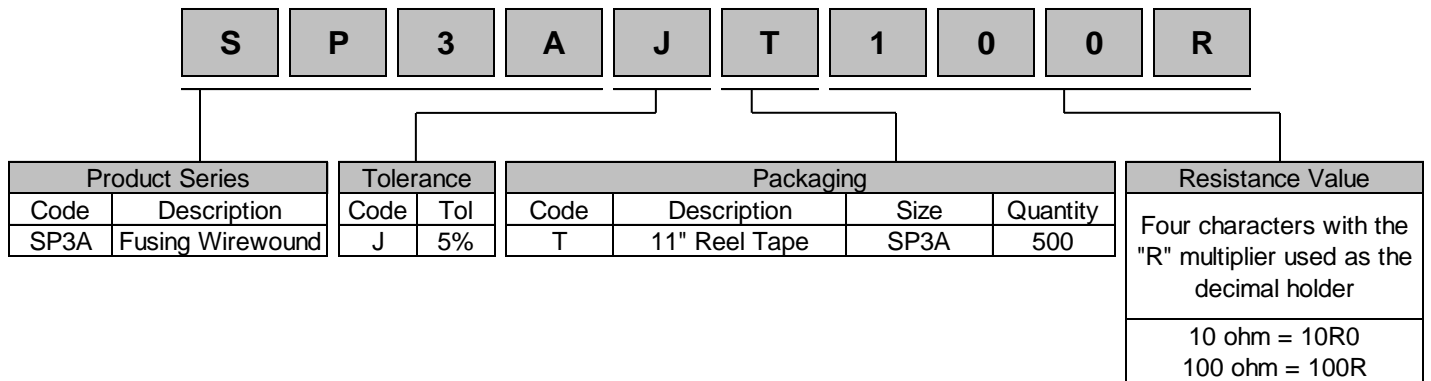 S P 3 A J T 1 0 0 R
Product Series
Code Description
SP3A Fusing Wirewound
Tolerance
Code Tol
J 5%
Packaging
Code Description Size Quantity
T 11" Reel Tape SP3A 500
Resistance Value
Four characters with the
"R" multiplier used as the
decimal holder
10 ohm = 10R0
100 ohm = 100R